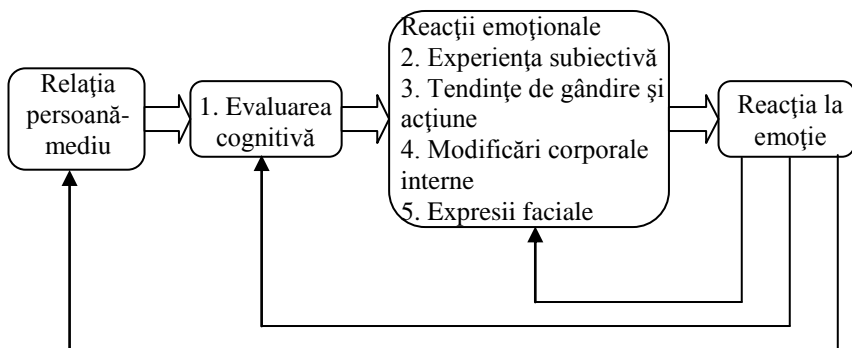 Relaţia
persoană-
mediu
1. Evaluarea
cognitivă
Reacţii emoţionale
2. Experienţa subiectivă
3. Tendinţe de gândire şi
acţiune
4. Modificări corporale
interne
5. Expresii faciale
Reacţia la
emoţie